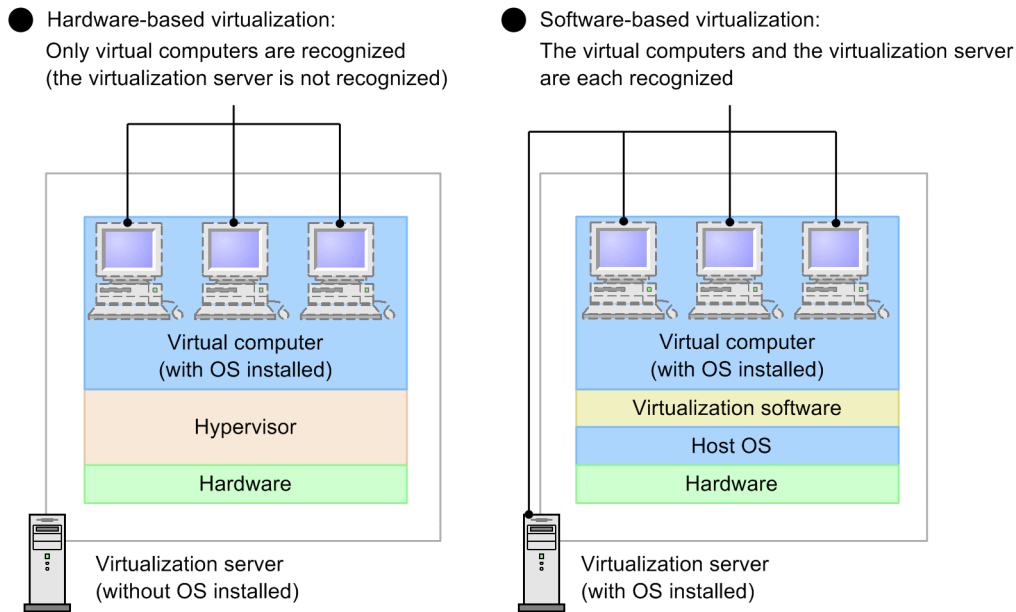 Hardware-based virtualization:
Only virtual computers are recognized
(the virtualization server is not recognized)
Virtual computer
(with OS installed)
Hypervisor
Hardware
Virtualization server
(without OS installed)
Software-based virtualization:
The virtual computers and the virtualization server
are each recognized
Virtual computer
(with OS installed)
Virtualization software
Host OS
Hardware
Virtualization server
(with OS installed)